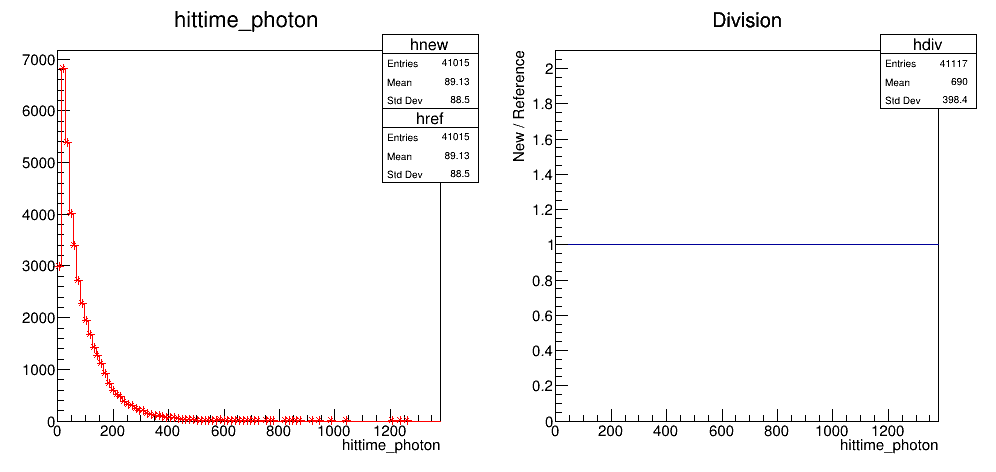 hittime_photon
hnew
Entries 41015
Mean 89.13
Std Dev 88.5
href
Entries 41015
Mean 89.13
Std Dev 88.5
7000
6000
5000
4000
3000
2000
1000
0
0 200 400 600 800 1000 1200
hittime_photon
Division
hdiv
Entries 41117
Mean 690
Std Dev 398.4
New / Reference
2
1.8
1.6
1.4
1.2
1
0.8
0.6
0.4
0.2
0
0 200 400 600 800 1000 1200
hittime_photon